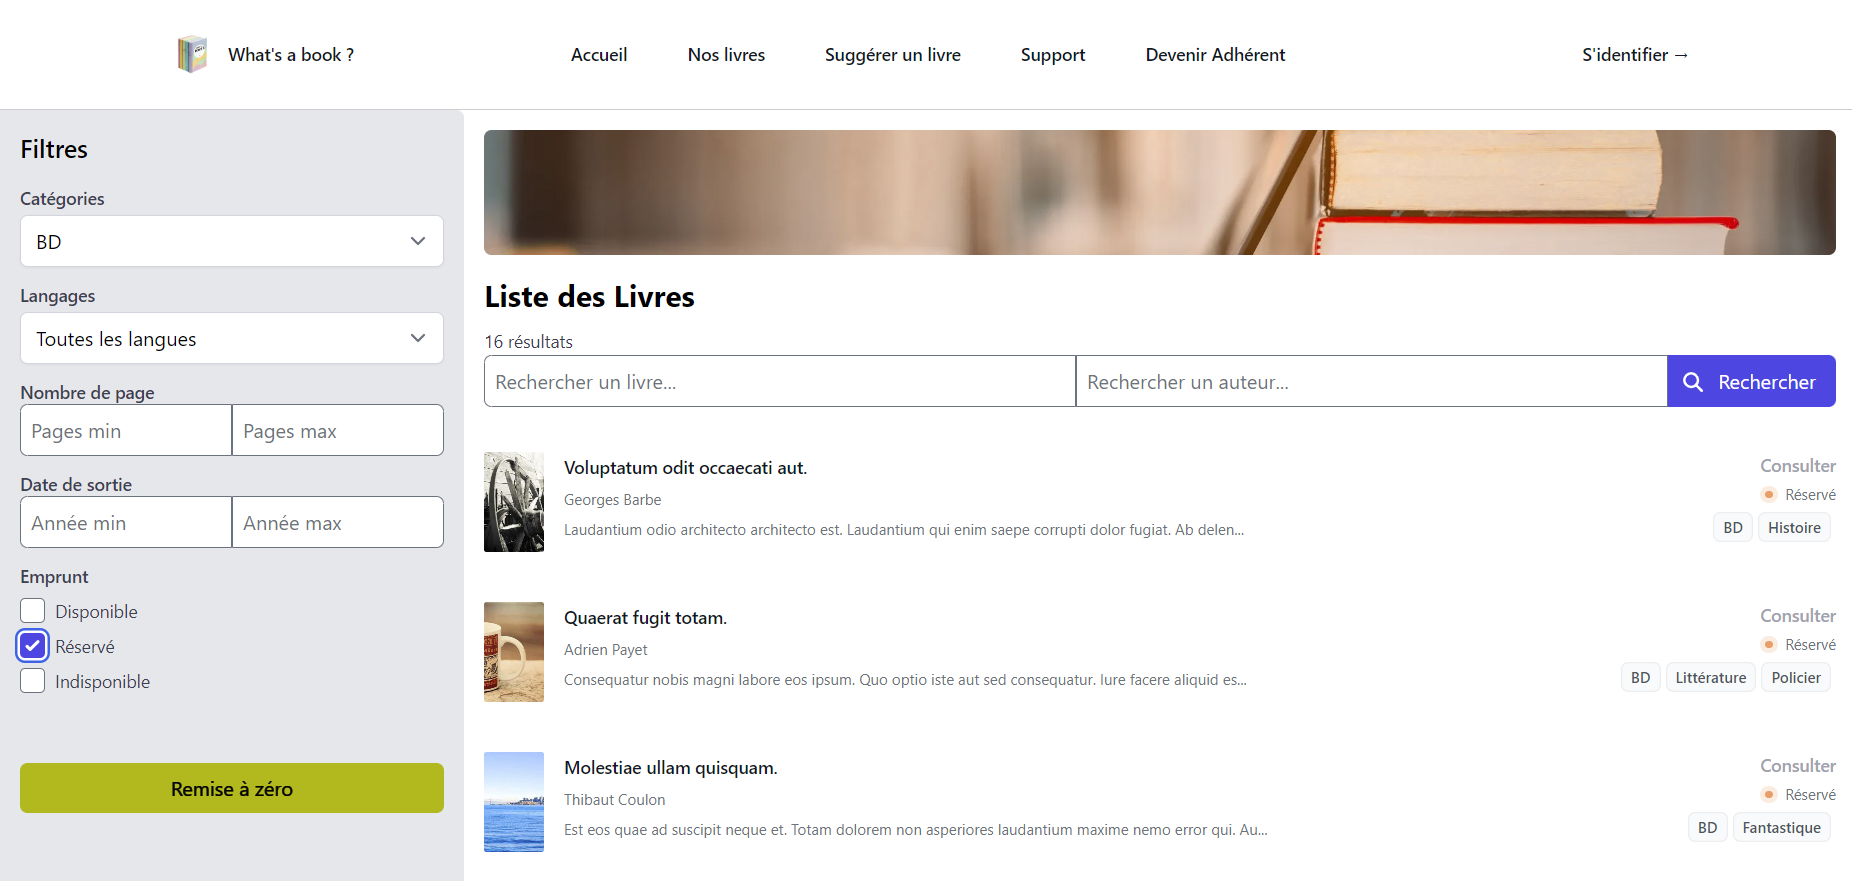 What's a book ?
Accueil
Nos livres
Suggérer un livre
Support
Devenir Adhérent
S'identifier →
Filtres
Catégories
BD
Langages
Toutes les langues
Nombre de page
Pages min
Pages max
Date de sortie
Année min
Année max
Emprunt
Disponible
Réservé
Indisponible
Remise à zéro
Liste des Livres
16 résultats
Rechercher un livre...
Rechercher un auteur...
Rechercher
Voluptatum odit occaecati aut.
Georges Barbe
Laudantium odio architecto architecto est. Laudantium qui enim saepe corrupti dolor fugiat. Ab delen...
Consulter
Réservé
BD
Histoire
Quaerat fugit totam.
Adrien Payet
Consequatur nobis magni labore eos ipsum. Quo optio iste aut sed consequatur. Iure facere aliquid es...
Consulter
Réservé
BD
Littérature
Policier
Molestiae ullam quisquam.
Thibaut Coulon
Est eos quae ad suscipit neque et. Totam dolorem non asperiores laudantium maxime nemo error qui. Au...
Consulter
Réservé
BD
Fantastique